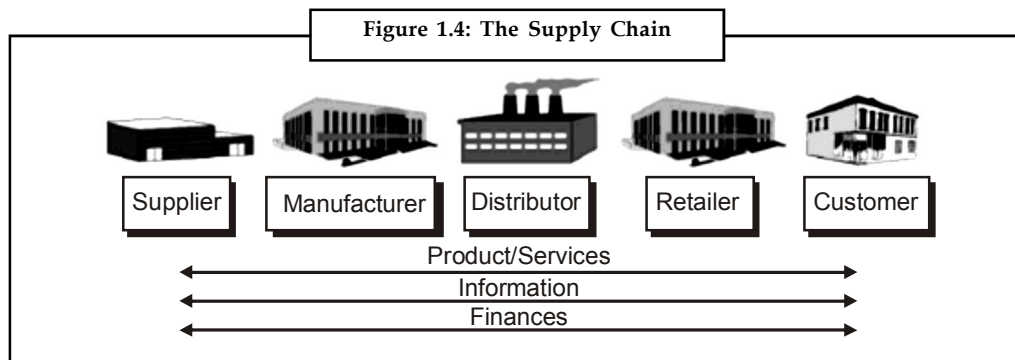 Figure 1.4: The Supply Chain
Supplier
Manufacturer
Distributor
Retailer
Customer
Product/Services
Information
Finances